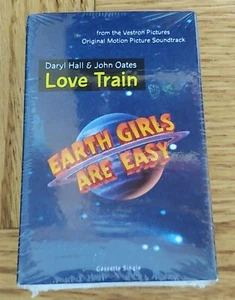 from the Vestron Pictures
Original Motion Picture Soundtrack
Daryl Hall & John Oates
Love Train
EARTH GIRLS
ARE EASY
Cassette Single